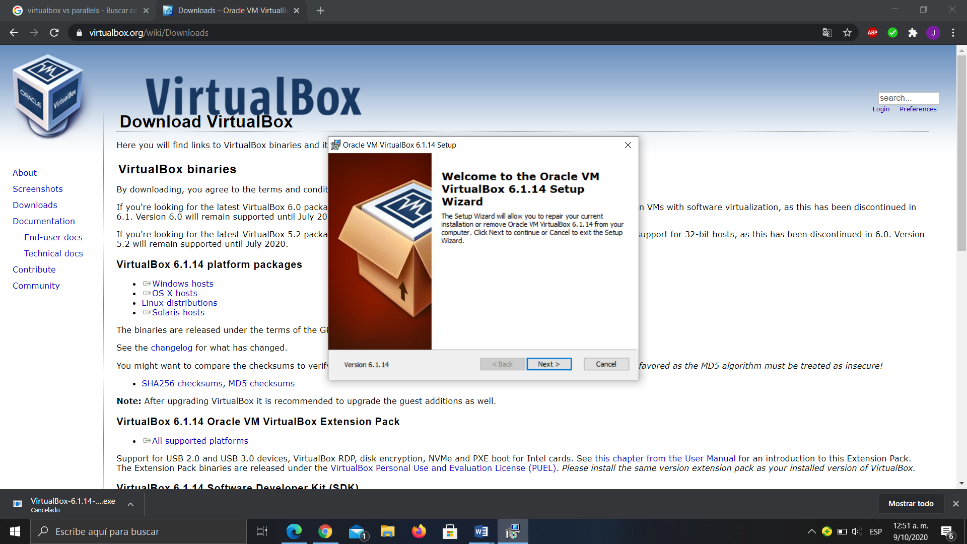 virtualbox vs parallels - Buscar co
Downloads – Oracle VM VirtualB
virtualbox.org/wiki/Downloads
ABP
J
ORACLE
VirtualBox
VirtualBox
search...
Login
Preferences
Download VirtualBox
Here you will find links to VirtualBox binaries and it
VirtualBox binaries
By downloading, you agree to the terms and condit
If you're looking for the latest VirtualBox 6.0 packa
n VMs with software virtualization, as this has been discontinued in
6.1. Version 6.0 will remain supported until July 20
If you're looking for the latest VirtualBox 5.2 packa
upport for 32-bit hosts, as this has been discontinued in 6.0. Version
5.2 will remain supported until July 2020.
About
Screenshots
Downloads
Documentation
End-user docs
Technical docs
Contribute
Community
VirtualBox 6.1.14 platform packages
Windows hosts
OS X hosts
Linux distributions
Solaris hosts
The binaries are released under the terms of the GP
See the changelog for what has changed.
You might want to compare the checksums to verify
favored as the MD5 algorithm must be treated as insecure!
SHA256 checksums, MD5 checksums
Note: After upgrading VirtualBox it is recommended to upgrade the guest additions as well.
VirtualBox 6.1.14 Oracle VM VirtualBox Extension Pack
All supported platforms
Support for USB 2.0 and USB 3.0 devices, VirtualBox RDP, disk encryption, NVMe and PXE boot for Intel cards. See this chapter from the User Manual for an introduction to this Extension Pack.
The Extension Pack binaries are released under the VirtualBox Personal Use and Evaluation License (PUEL). Please install the same version extension pack as your installed version of VirtualBox.
VirtualBox 6.1.14 Software Developer Kit (SDK)
Oracle VM VirtualBox 6.1.14 Setup
Welcome to the Oracle VM
VirtualBox 6.1.14 Setup
Wizard
The Setup Wizard will allow you to repair your current
installation or remove Oracle VM VirtualBox 6.1.14 from your
computer. Click Next to continue or Cancel to exit the Setup
Wizard.
Version 6.1.14
< Back
Next >
Cancel
VirtualBox-6.1.14-....exe
Cancelado
Mostrar todo
Escribe aquí para buscar
1
ESP
12:51 a. m.
9/10/2020
6